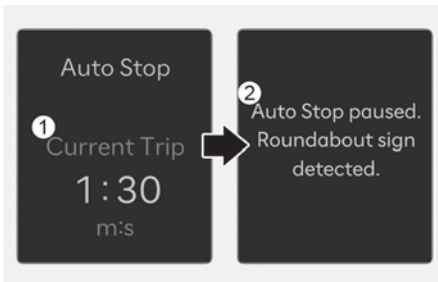 Auto Stop
1
Current Trip
1:30
m:s
2
Auto Stop paused.
Roundabout sign
detected.